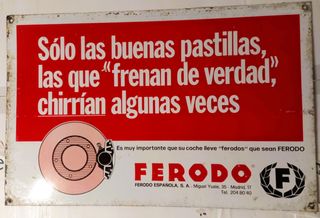 Sólo las buenas pastillas,
las que “frenan de verdad,”
chirrían algunas veces
Es muy importante que su coche lleve “ferodos” que sean FERODO
FERODO®
FERODO ESPAÑOLA, S. A. - Miguel Yuste, 35 - Madrid, 17
Tel. 204 80 40
F